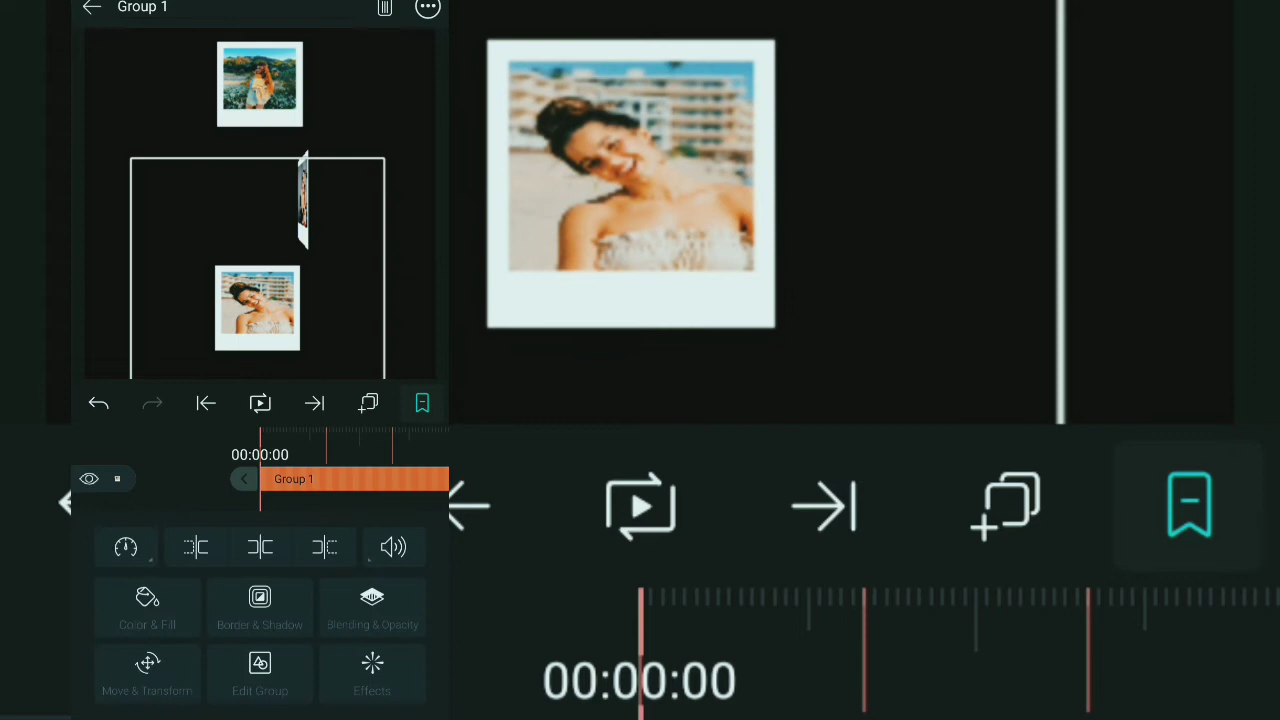 Group 1
00:00:00
Group 1
Color & Fill
Border & Shadow
Blending & Opacity
Move & Transform
Edit Group
Effects
00:00:00